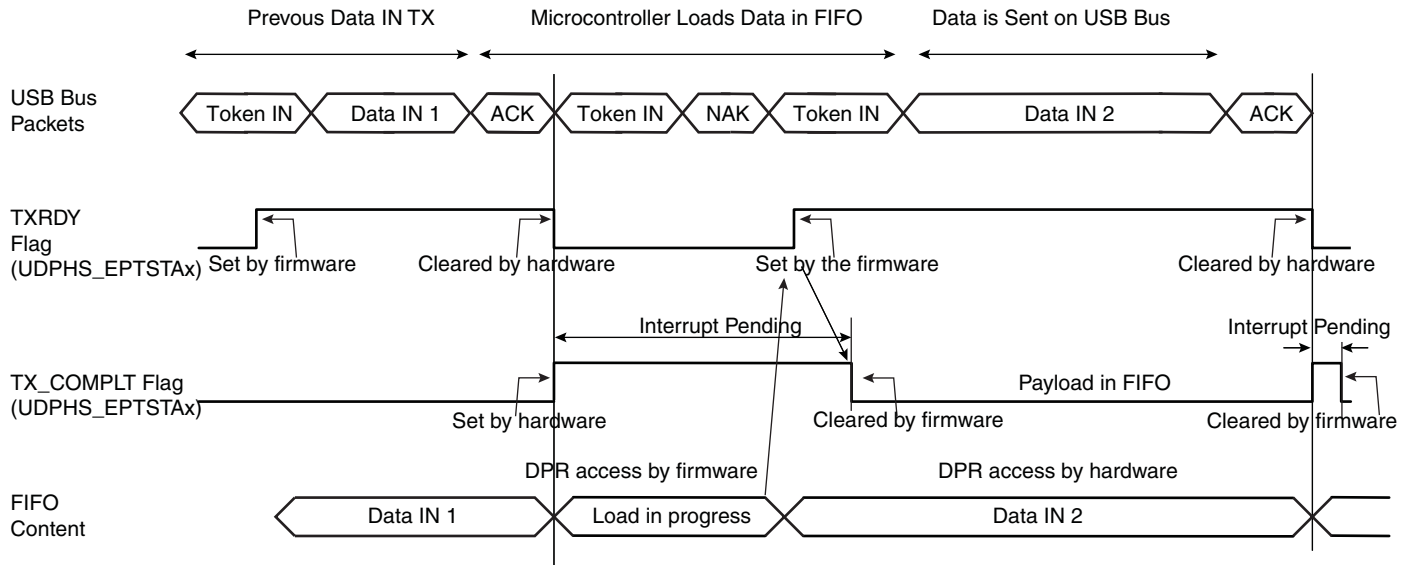 Prevous Data IN TX
Microcontroller Loads Data in FIFO
Data is Sent on USB Bus
USB Bus
Packets
Token IN
Data IN 1
ACK
Token IN
NAK
Token IN
Data IN 2
ACK
TXRDY
Flag
(UDPHS_EPTSTAx)
Set by firmware
Cleared by hardware
Set by the firmware
Cleared by hardware
Interrupt Pending
Interrupt Pending
TX_COMPLT Flag
(UDPHS_EPTSTAx)
Payload in FIFO
Set by hardware
Cleared by firmware
Cleared by firmware
DPR access by firmware
DPR access by hardware
FIFO
Content
Data IN 1
Load in progress
Data IN 2